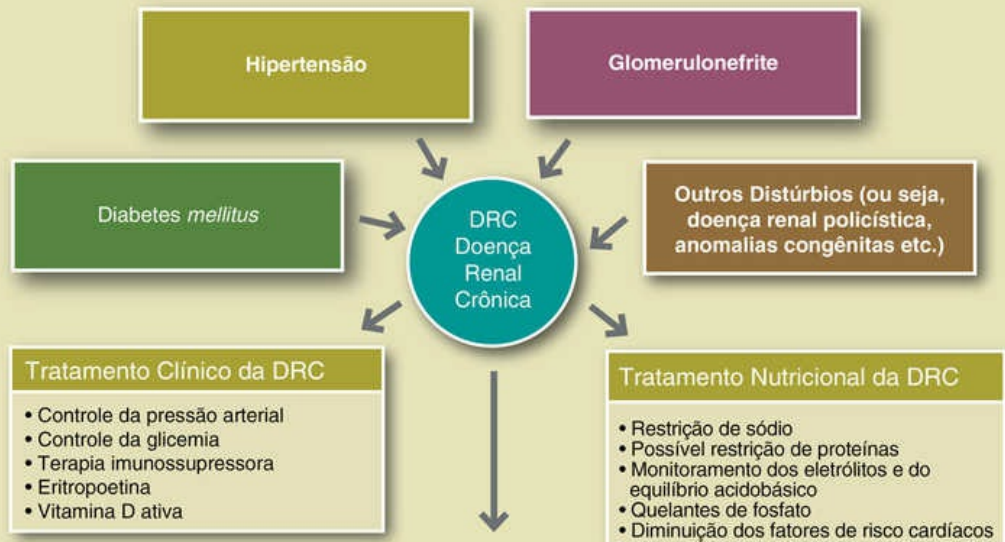 Hipertensão
Glomerulonefrite
Diabetes mellitus
DRC
Doença
Renal
Crônica
Outros Distúrbios (ou seja,
doença renal policística,
anomalias congênitas etc.)
Tratamento Clínico da DRC
• Controle da pressão arterial
• Controle da glicemia
• Terapia imunossupressora
• Eritropoetina
• Vitamina D ativa
Tratamento Nutricional da DRC
• Restrição de sódio
• Possível restrição de proteínas
• Monitoramento dos eletrólitos e do
equilíbrio acidobásico
• Quelantes de fosfato
• Diminuição dos fatores de risco cardíacos